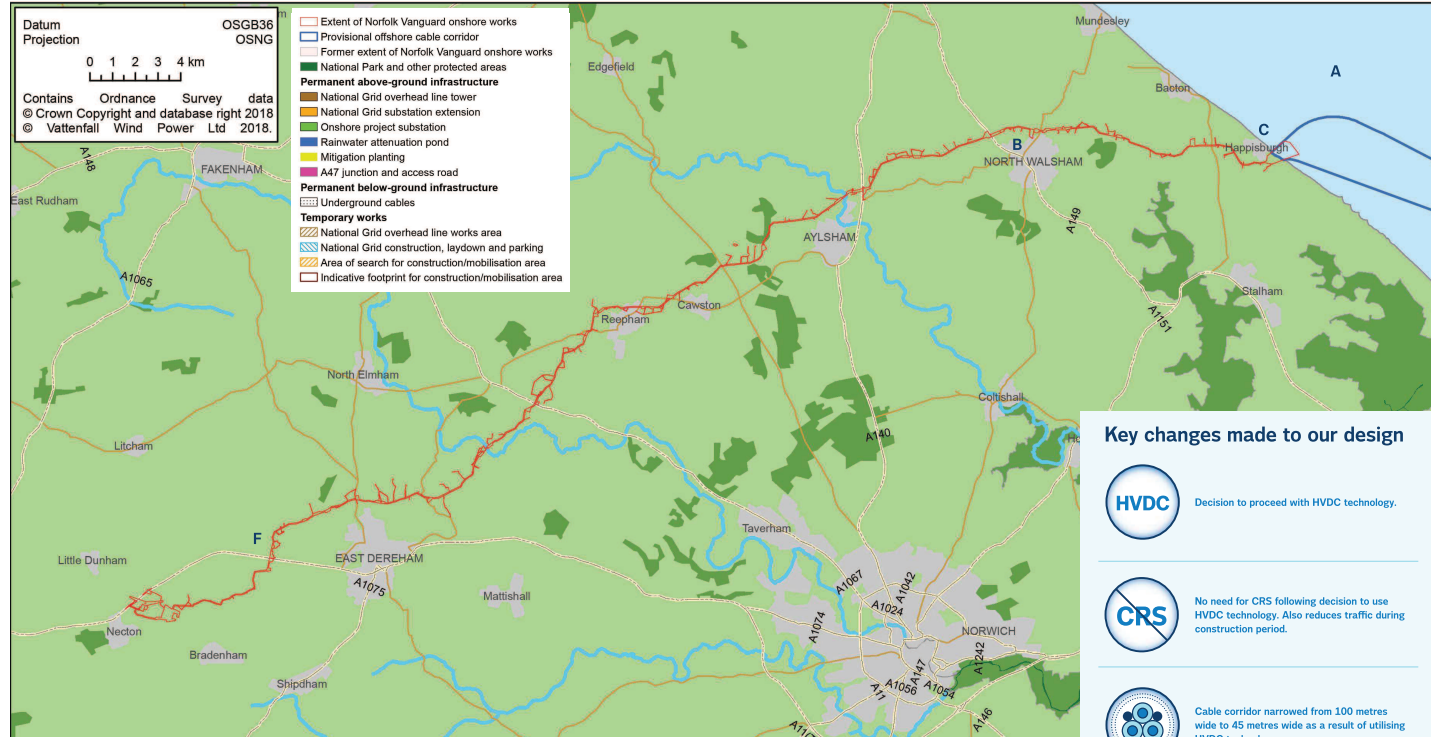 Datum OSGB36
Projection OSNG
0 1 2 3 4 km
Contains Ordnance Survey data
© Crown Copyright and database right 2018
© Vattenfall Wind Power Ltd 2018.
Extent of Norfolk Vanguard onshore works
Provisional offshore cable corridor
Former extent of Norfolk Vanguard onshore works
National Park and other protected areas
Permanent above-ground infrastructure
National Grid overhead line tower
National Grid substation extension
Onshore project substation
Rainwater attenuation pond
Mitigation planting
A47 junction and access road
Permanent below-ground infrastructure
Underground cables
Temporary works
National Grid overhead line works area
National Grid construction, laydown and parking
Area of search for construction/mobilisation area
Indicative footprint for construction/mobilisation area
Mundesley
Edgefield
A
Bacton
C
Happisburgh
B
NORTH WALSHAM
A148
FAKENHAM
East Rudham
A149
AYLSHAM
A1065
Stalham
Cawston
Reepham
A1151
North Elmham
Coltishall
A140
Litcham
Taverham
F
Little Dunham
EAST DEREHAM
A1075
Mattishall
A1067
A1042
A1024
A1074
NORWICH
Necton
Bradenham
A1242
A147
Shipdham
A11
A1056
A1054
A146
Key changes made to our design
HVDC
Decision to proceed with HVDC technology.
CRS
No need for CRS following decision to use
HVDC technology. Also reduces traffic during
construction period.
Cable corridor narrowed from 100 metres
wide to 45 metres wide as a result of utilising